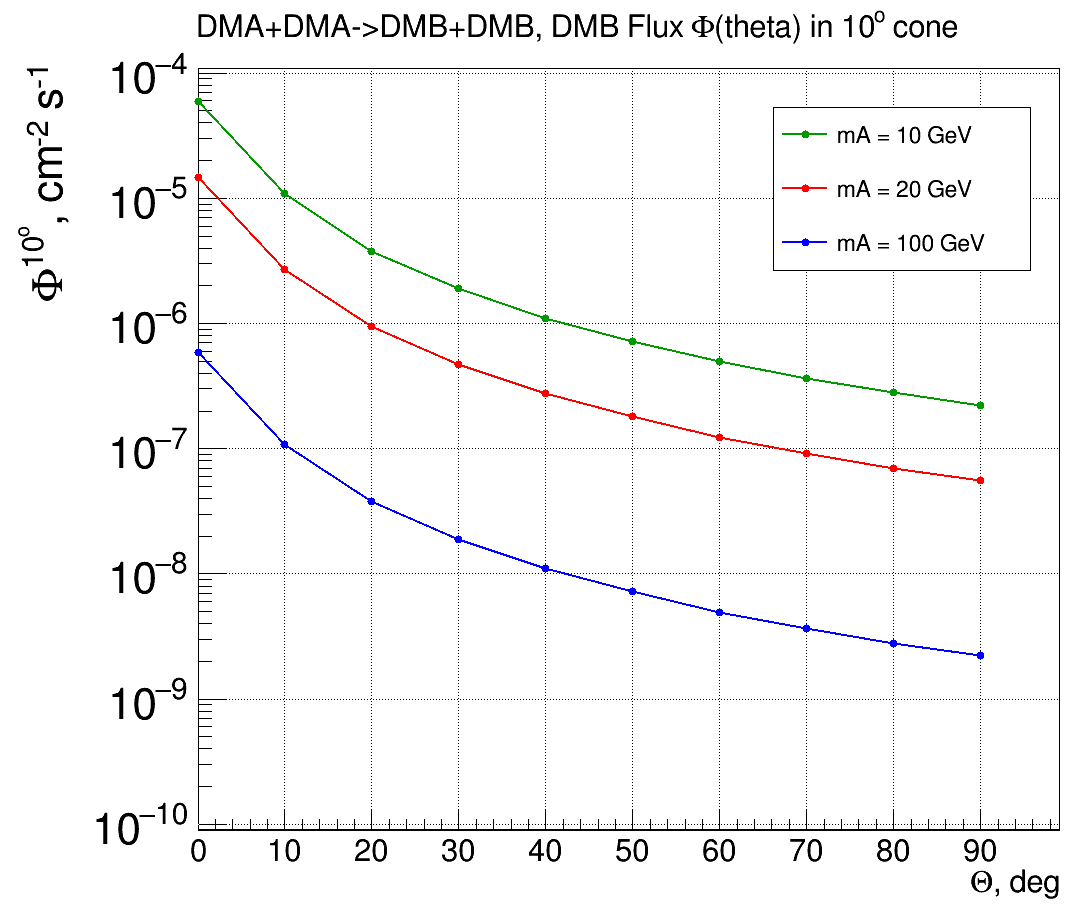 DMA+DMA->DMB+DMB, DMB Flux Φ(theta) in 10° cone
Φ^10°, cm^-2 s^-1
10^−4
10^−5
10^−6
10^−7
10^−8
10^−9
10^−10
mA = 10 GeV
mA = 20 GeV
mA = 100 GeV
0 10 20 30 40 50 60 70 80 90
Θ, deg